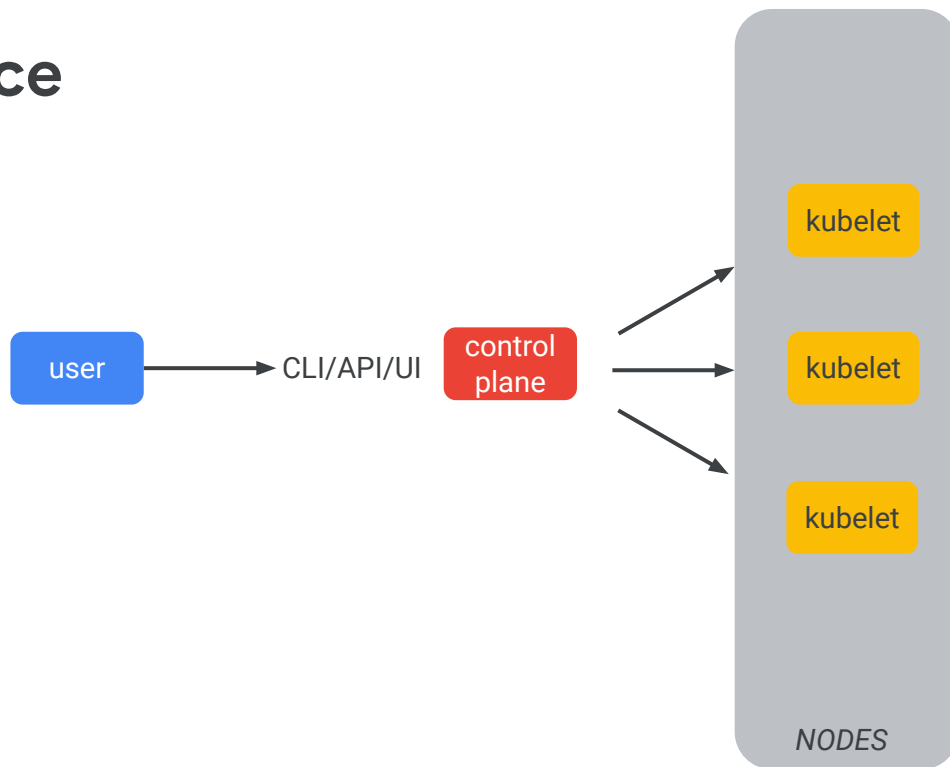 ce
kubelet
user
CLI/API/UI
control
plane
kubelet
kubelet
NODES